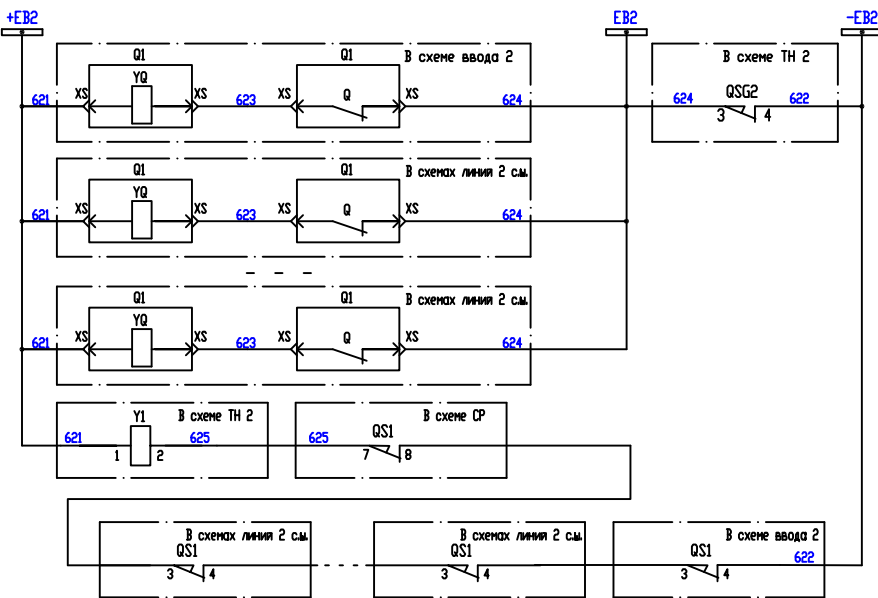 +EB2
EB2
-EB2
Q1
Q1
В схеме ввода 2
В схеме ТН 2
YQ
Q
QSG2
621
XS
XS
623
XS
XS
624
624
3
4
622
Q1
Q1
В схемах линия 2 с.ш.
YQ
Q
621
XS
XS
623
XS
XS
624
- - -
Q1
Q1
В схемах линия 2 с.ш.
YQ
Q
621
XS
XS
623
XS
XS
624
Y1
В схеме ТН 2
В схеме СР
621
1
2
625
625
QS1
7
8
В схемах линия 2 с.ш.
В схемах линия 2 с.ш.
В схеме ввода 2
QS1
QS1
QS1
622
3
4
3
4
3
4